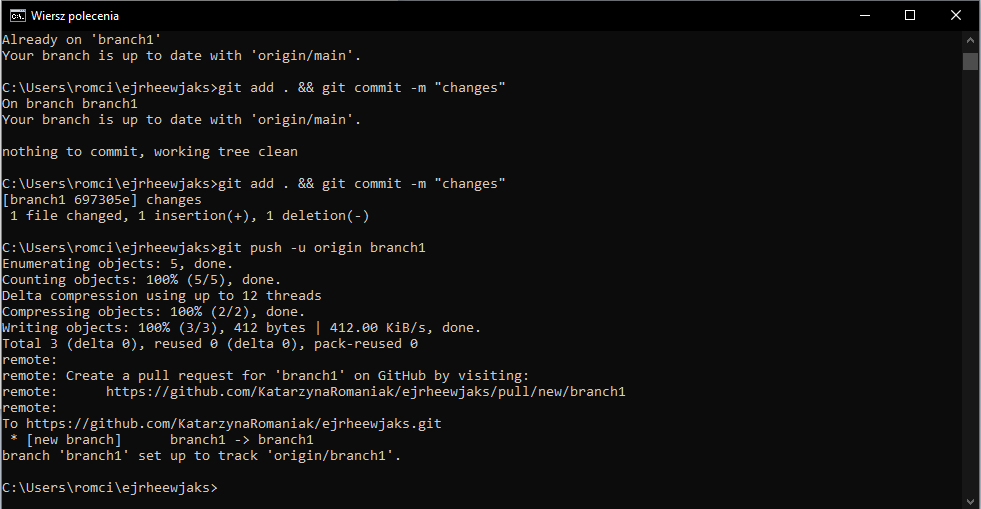 Wiersz polecenia
Already on 'branch1'
Your branch is up to date with 'origin/main'.
C:\Users\romci\ejrheewjaks>git add . && git commit -m "changes"
On branch branch1
Your branch is up to date with 'origin/main'.
nothing to commit, working tree clean
C:\Users\romci\ejrheewjaks>git add . && git commit -m "changes"
[branch1 697305e] changes
 1 file changed, 1 insertion(+), 1 deletion(-)
C:\Users\romci\ejrheewjaks>git push -u origin branch1
Enumerating objects: 5, done.
Counting objects: 100% (5/5), done.
Delta compression using up to 12 threads
Compressing objects: 100% (2/2), done.
Writing objects: 100% (3/3), 412 bytes | 412.00 KiB/s, done.
Total 3 (delta 0), reused 0 (delta 0), pack-reused 0
remote:
remote: Create a pull request for 'branch1' on GitHub by visiting:
remote:      https://github.com/KatarzynaRomaniak/ejrheewjaks/pull/new/branch1
remote:
To https://github.com/KatarzynaRomaniak/ejrheewjaks.git
 * [new branch]      branch1 -> branch1
branch 'branch1' set up to track 'origin/branch1'.
C:\Users\romci\ejrheewjaks>